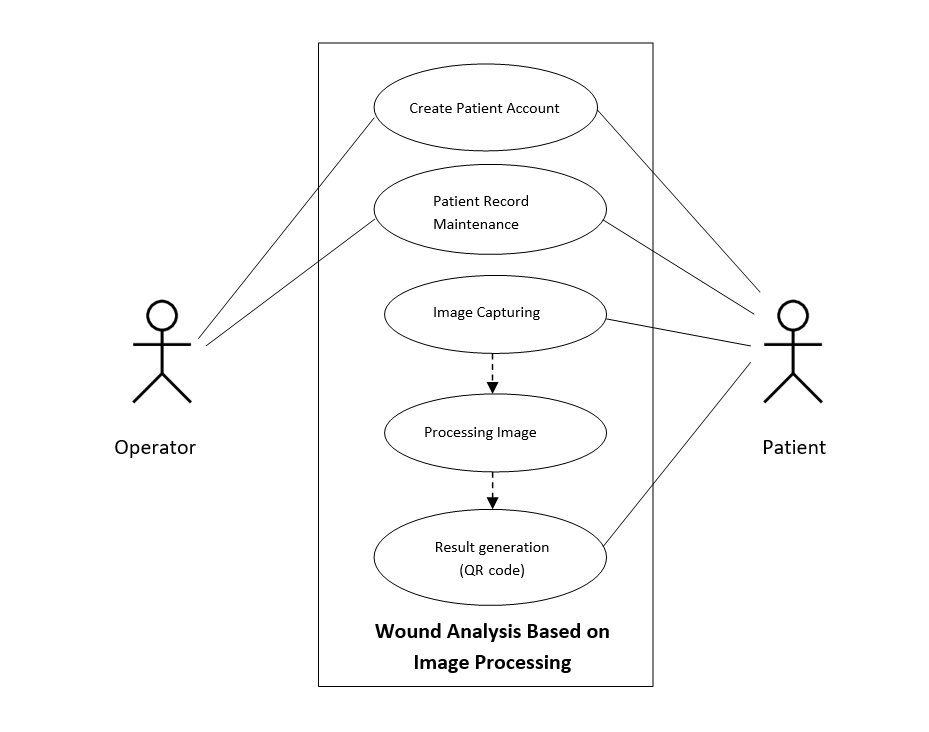 Create Patient Account
Patient Record
Maintenance
Image Capturing
Processing Image
Operator
Patient
Result generation
(QR code)
Wound Analysis Based on
Image Processing